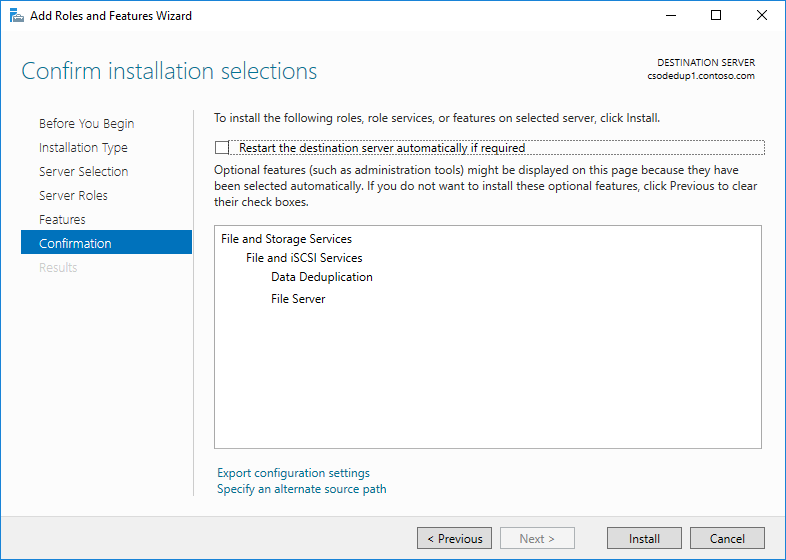 Add Roles and Features Wizard
Confirm installation selections
DESTINATION SERVER
csodedup1.contoso.com
Before You Begin
Installation Type
Server Selection
Server Roles
Features
Confirmation
Results
To install the following roles, role services, or features on selected server, click Install.
Restart the destination server automatically if required
Optional features (such as administration tools) might be displayed on this page because they have
been selected automatically. If you do not want to install these optional features, click Previous to clear
their check boxes.
File and Storage Services
File and iSCSI Services
Data Deduplication
File Server
Export configuration settings
Specify an alternate source path
< Previous
Next >
Install
Cancel